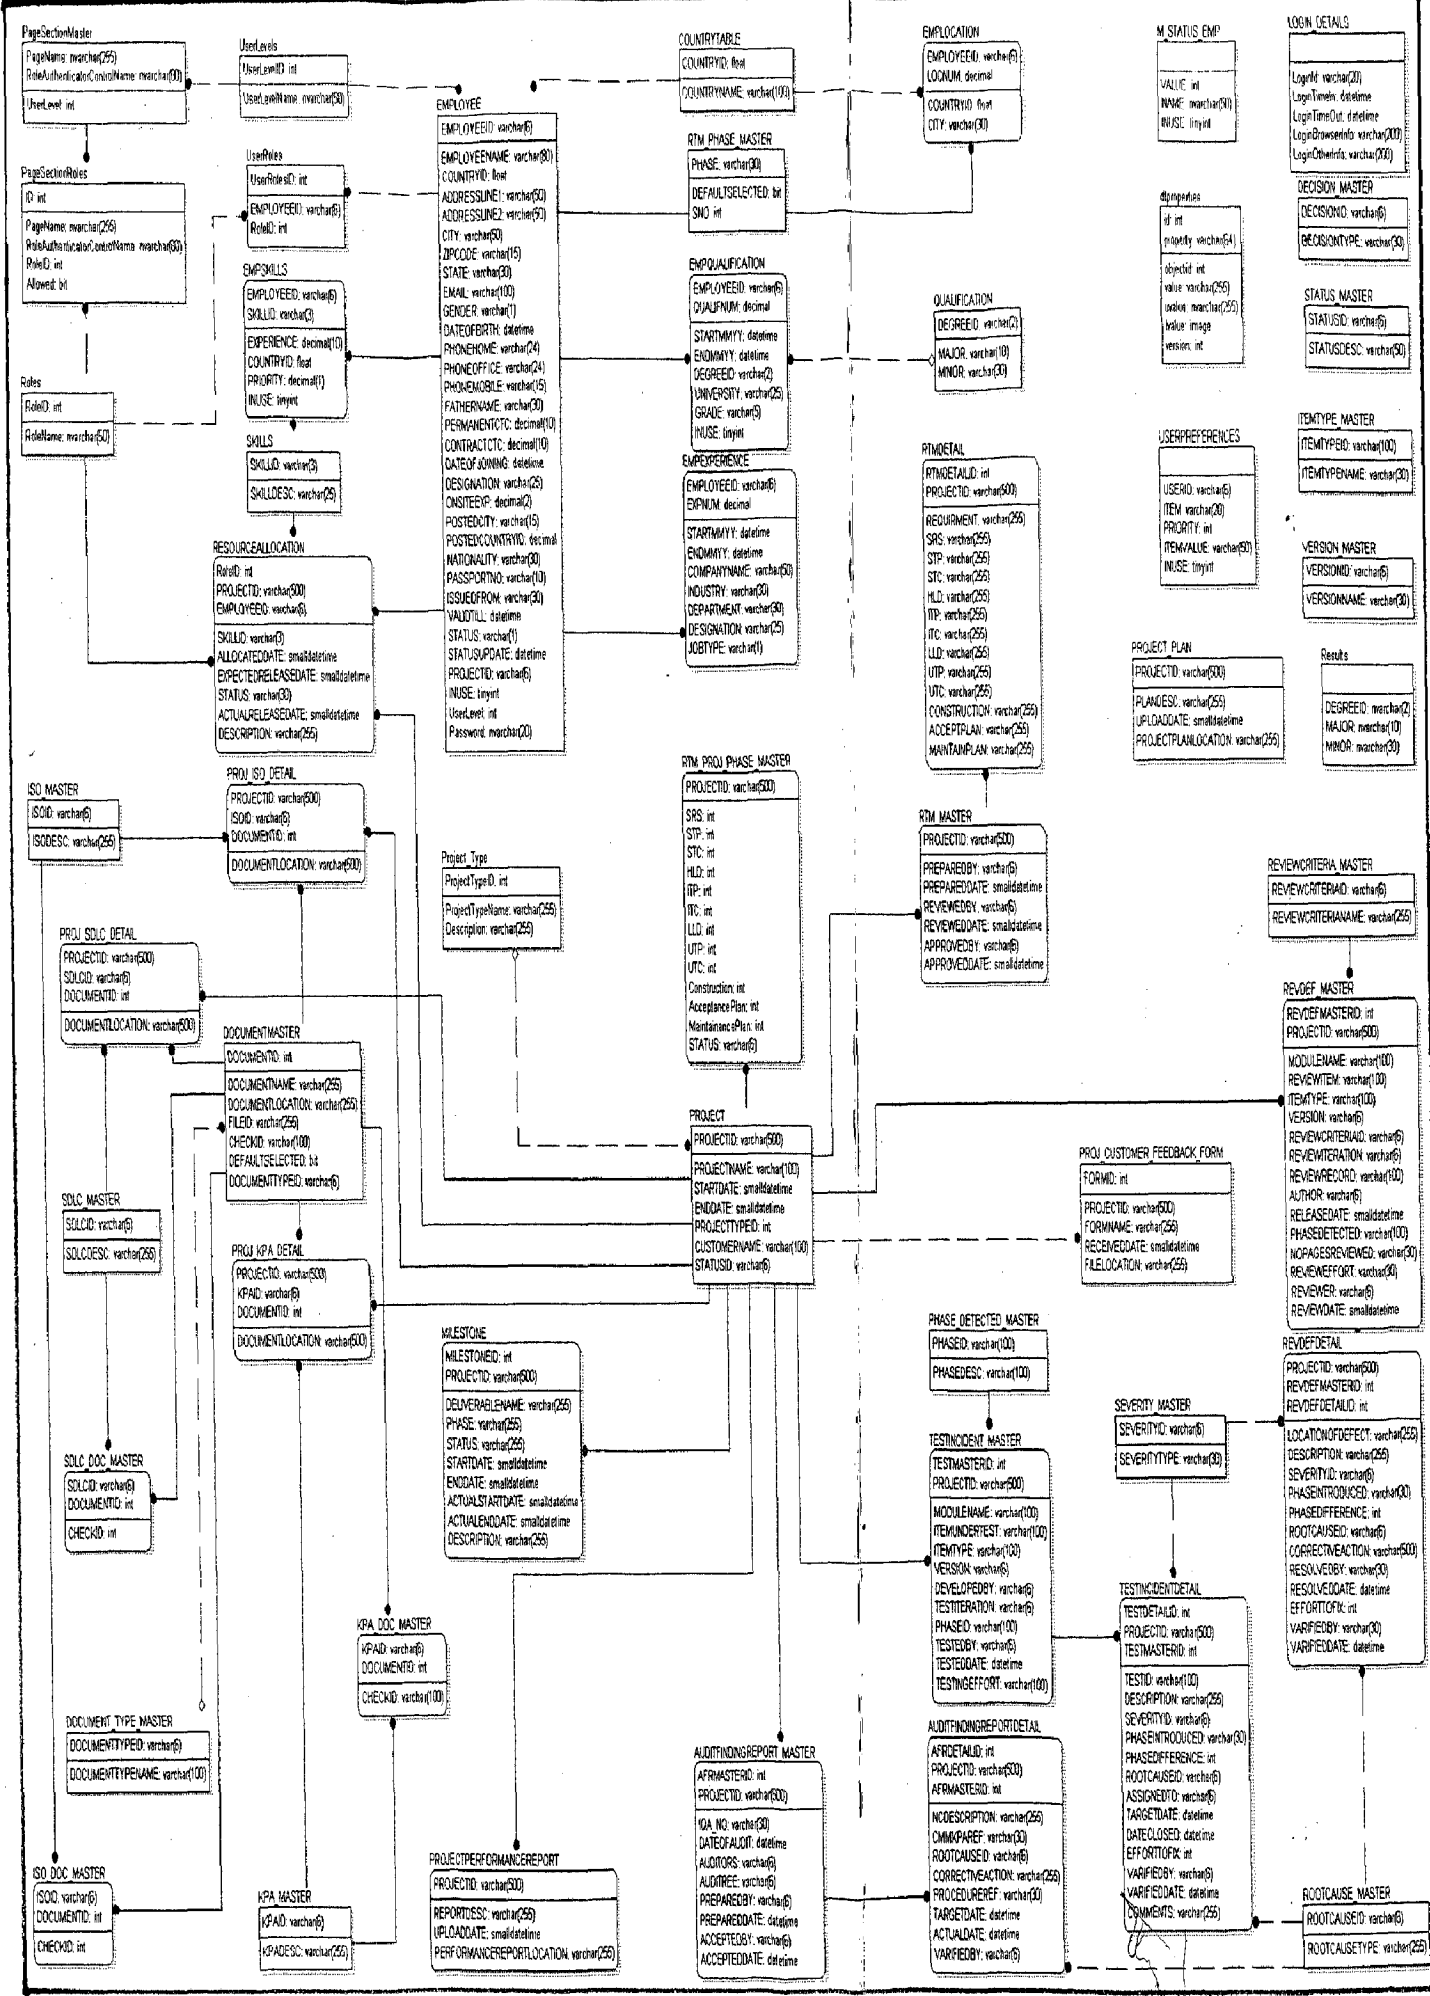 PageSectionMaster
PageName: nvarchar(255)
RoleAuthenticatorControlName: nvarchar(80)
UserLevel: int
PageSectionRoles
ID: int
PageName: nvarchar(255)
RoleAuthenticatorControlName: nvarchar(80)
RoleID: int
Allowed: bit
Roles
RoleID: int
RoleName: nvarchar(50)
UserLevels
UserLevelID: int
UserLevelName: nvarchar(50)
UserRoles
UserRolesID: int
EMPLOYEEID: varchar(6)
RoleID: int
EMPSKILLS
EMPLOYEEID: varchar(6)
SKILLID: varchar(3)
EXPERIENCE: decimal(10)
COUNTRYID: float
PRIORITY: decimal(1)
INUSE: tinyint
SKILLS
SKILLID: varchar(3)
SKILLDESC: varchar(25)
RESOURCEALLOCATION
RoleID: int
PROJECTID: varchar(500)
EMPLOYEEID: varchar(6)
SKILLID: varchar(3)
ALLOCATEDDATE: smalldatetime
EXPECTEDRELEASEDATE: smalldatetime
STATUS: varchar(30)
ACTUALRELEASEDATE: smalldatetime
DESCRIPTION: varchar(255)
EMPLOYEE
EMPLOYEEID: varchar(6)
EMPLOYEENAME: varchar(80)
COUNTRYID: float
ADDRESSLINE1: varchar(50)
ADDRESSLINE2: varchar(50)
CITY: varchar(50)
ZIPCODE: varchar(15)
STATE: varchar(30)
EMAIL: varchar(100)
GENDER: varchar(1)
DATEOFBIRTH: datetime
PHONEHOME: varchar(24)
PHONEOFFICE: varchar(24)
PHONEMOBILE: varchar(15)
FATHERNAME: varchar(30)
PERMANENTCTC: decimal(10)
CONTRACTCTC: decimal(10)
DATEOFJOINING: datetime
DESIGNATION: varchar(25)
ONSITEEXP: decimal(2)
POSTEDCITY: varchar(15)
POSTEDCOUNTRYID: decimal
NATIONALITY: varchar(30)
PASSPORTNO: varchar(10)
ISSUEDFROM: varchar(30)
VALIDTILL: datetime
STATUS: varchar(1)
STATUSUPDATE: datetime
PROJECTID: varchar(6)
INUSE: tinyint
UserLevel: int
Password: nvarchar(20)
COUNTRYTABLE
COUNTRYID: float
COUNTRYNAME: varchar(100)
RTM_PHASE_MASTER
PHASE: varchar(30)
DEFAULTSELECTED: bit
SNO: int
EMPQUALIFICATION
EMPLOYEEID: varchar(6)
QUALIFNUM: decimal
STARTMMYY: datetime
ENDMMYY: datetime
DEGREEID: varchar(2)
UNIVERSITY: varchar(25)
GRADE: varchar(5)
INUSE: tinyint
EMPEXPERIENCE
EMPLOYEEID: varchar(6)
EXPNUM: decimal
STARTMMYY: datetime
ENDMMYY: datetime
COMPANYNAME: varchar(50)
INDUSTRY: varchar(30)
DEPARTMENT: varchar(30)
DESIGNATION: varchar(25)
JOBTYPE: varchar(1)
EMPLOCATION
EMPLOYEEID: varchar(6)
LOCNUM: decimal
COUNTRYID: float
CITY: varchar(30)
QUALIFICATION
DEGREEID: varchar(2)
MAJOR: varchar(10)
MINOR: varchar(30)
RTMDETAIL
RTMDETAILID: int
PROJECTID: varchar(500)
REQUIRMENT: varchar(255)
SRS: varchar(255)
STP: varchar(255)
STC: varchar(255)
HLD: varchar(255)
ITP: varchar(255)
ITC: varchar(255)
LLD: varchar(255)
UTP: varchar(255)
UTC: varchar(255)
CONSTRUCTION: varchar(255)
ACCEPTPLAN: varchar(255)
MAINTAINPLAN: varchar(255)
M_STATUS_EMP
VALUE: int
NAME: nvarchar(50)
INUSE: tinyint
dtproperties
id: int
property: varchar(64)
objectid: int
value: varchar(255)
uvalue: nvarchar(255)
lvalue: image
version: int
USERPREFERENCES
USERID: varchar(6)
ITEM: varchar(20)
PRIORITY: int
ITEMVALUE: varchar(50)
INUSE: tinyint
PROJECT_PLAN
PROJECTID: varchar(500)
PLANDESC: varchar(255)
UPLOADDATE: smalldatetime
PROJECTPLANLOCATION: varchar(255)
LOGIN_DETAILS
LoginId: varchar(20)
LoginTimeIn: datetime
LoginTimeOut: datetime
LoginBrowserInfo: varchar(200)
LoginOtherInfo: varchar(200)
DECISION_MASTER
DECISIONID: varchar(6)
DECISIONTYPE: varchar(30)
STATUS_MASTER
STATUSID: varchar(6)
STATUSDESC: varchar(50)
ITEMTYPE_MASTER
ITEMTYPEID: varchar(100)
ITEMTYPENAME: varchar(30)
VERSION_MASTER
VERSIONID: varchar(6)
VERSIONNAME: varchar(30)
Results
DEGREEID: nvarchar(2)
MAJOR: nvarchar(10)
MINOR: nvarchar(30)
ISO_MASTER
ISOID: varchar(6)
ISODESC: varchar(255)
PROJ_ISO_DETAIL
PROJECTID: varchar(500)
ISOID: varchar(6)
DOCUMENTID: int
DOCUMENTLOCATION: varchar(500)
PROJ_SDLC_DETAIL
PROJECTID: varchar(500)
SDLCID: varchar(6)
DOCUMENTID: int
DOCUMENTLOCATION: varchar(500)
DOCUMENTMASTER
DOCUMENTID: int
DOCUMENTNAME: varchar(255)
DOCUMENTLOCATION: varchar(255)
FILEID: varchar(255)
CHECKID: varchar(100)
DEFAULTSELECTED: bit
DOCUMENTTYPEID: varchar(6)
SDLC_MASTER
SDLCID: varchar(6)
SDLCDESC: varchar(255)
PROJ_KPA_DETAIL
PROJECTID: varchar(500)
KPAID: varchar(6)
DOCUMENTID: int
DOCUMENTLOCATION: varchar(500)
SDLC_DOC_MASTER
SDLCID: varchar(6)
DOCUMENTID: int
CHECKID: int
DOCUMENT_TYPE_MASTER
DOCUMENTTYPEID: varchar(6)
DOCUMENTTYPENAME: varchar(100)
ISO_DOC_MASTER
ISOID: varchar(6)
DOCUMENTID: int
CHECKID: int
KPA_MASTER
KPAID: varchar(6)
KPADESC: varchar(255)
KPA_DOC_MASTER
KPAID: varchar(6)
DOCUMENTID: int
CHECKID: varchar(100)
Project_Type
ProjectTypeID: int
ProjectTypeName: varchar(255)
Description: varchar(255)
MILESTONE
MILESTONEID: int
PROJECTID: varchar(500)
DELIVERABLENAME: varchar(255)
PHASE: varchar(255)
STATUS: varchar(255)
STARTDATE: smalldatetime
ENDDATE: smalldatetime
ACTUALSTARTDATE: smalldatetime
ACTUALENDDATE: smalldatetime
DESCRIPTION: varchar(255)
PROJECTPERFORMANCEREPORT
PROJECTID: varchar(500)
REPORTDESC: varchar(255)
UPLOADDATE: smalldatetime
PERFORMANCEREPORTLOCATION: varchar(255)
RTM_PROJ_PHASE_MASTER
PROJECTID: varchar(500)
SRS: int
STP: int
STC: int
HLD: int
ITP: int
ITC: int
LLD: int
UTP: int
UTC: int
Construction: int
AcceptancePlan: int
MaintainancePlan: int
STATUS: varchar(6)
PROJECT
PROJECTID: varchar(500)
PROJECTNAME: varchar(100)
STARTDATE: smalldatetime
ENDDATE: smalldatetime
PROJECTTYPEID: int
CUSTOMERNAME: varchar(100)
STATUSID: varchar(6)
AUDITFINDINGREPORT_MASTER
AFRMASTERID: int
PROJECTID: varchar(500)
IQA_NO: varchar(30)
DATEOFAUDIT: datetime
AUDITORS: varchar(6)
AUDITREE: varchar(6)
PREPAREDBY: varchar(6)
PREPAREDDATE: datetime
ACCEPTEDBY: varchar(6)
ACCEPTEDDATE: datetime
RTM_MASTER
PROJECTID: varchar(500)
PREPAREDBY: varchar(6)
PREPAREDDATE: smalldatetime
REVIEWEDBY: varchar(6)
REVIEWEDDATE: smalldatetime
APPROVEDBY: varchar(6)
APPROVEDDATE: smalldatetime
PROJ_CUSTOMER_FEEDBACK_FORM
FORMID: int
PROJECTID: varchar(500)
FORMNAME: varchar(255)
RECEIVEDDATE: smalldatetime
FILELOCATION: varchar(255)
PHASE_DETECTED_MASTER
PHASEID: varchar(100)
PHASEDESC: varchar(100)
TESTINCIDENT_MASTER
TESTMASTERID: int
PROJECTID: varchar(500)
MODULENAME: varchar(100)
ITEMUNDERTEST: varchar(100)
ITEMTYPE: varchar(100)
VERSION: varchar(6)
DEVELOPEDBY: varchar(6)
TESTITERATION: varchar(6)
PHASEID: varchar(100)
TESTEDBY: varchar(6)
TESTEDDATE: datetime
TESTINGEFFORT: varchar(100)
AUDITFINDINGREPORTDETAIL
AFRDETAILID: int
PROJECTID: varchar(500)
AFRMASTERID: int
NCDESCRIPTION: varchar(255)
CMMKPAREF: varchar(30)
ROOTCAUSEID: varchar(6)
CORRECTIVEACTION: varchar(255)
PROCEDUREREF: varchar(30)
TARGETDATE: datetime
ACTUALDATE: datetime
VARIFIEDBY: varchar(6)
SEVERITY_MASTER
SEVERITYID: varchar(6)
SEVERITYTYPE: varchar(30)
TESTINCIDENTDETAIL
TESTDETAILID: int
PROJECTID: varchar(500)
TESTMASTERID: int
TESTID: varchar(100)
DESCRIPTION: varchar(255)
SEVERITYID: varchar(6)
PHASEINTRODUCED: varchar(30)
PHASEDIFFERENCE: int
ROOTCAUSEID: varchar(6)
ASSIGNEDTO: varchar(6)
TARGETDATE: datetime
DATECLOSED: datetime
EFFORTTOFIX: int
VARIFIEDBY: varchar(6)
VARIFIEDDATE: datetime
COMMENTS: varchar(255)
REVIEWCRITERIA_MASTER
REVIEWCRITERIAID: varchar(6)
REVIEWCRITERIANAME: varchar(255)
REVDEF_MASTER
REVDEFMASTERID: int
PROJECTID: varchar(500)
MODULENAME: varchar(100)
REVIEWITEM: varchar(100)
ITEMTYPE: varchar(100)
VERSION: varchar(6)
REVIEWCRITERIAID: varchar(6)
REVIEWITERATION: varchar(6)
REVIEWRECORD: varchar(100)
AUTHOR: varchar(6)
RELEASEDATE: smalldatetime
PHASEDETECTED: varchar(100)
NOPAGESREVIEWED: varchar(30)
REVIEWEFFORT: varchar(30)
REVIEWER: varchar(6)
REVIEWDATE: smalldatetime
REVDEFDETAIL
PROJECTID: varchar(500)
REVDEFMASTERID: int
REVDEFDETAILID: int
LOCATIONOFDEFECT: varchar(255)
DESCRIPTION: varchar(255)
SEVERITYID: varchar(6)
PHASEINTRODUCED: varchar(30)
PHASEDIFFERENCE: int
ROOTCAUSEID: varchar(6)
CORRECTIVEACTION: varchar(500)
RESOLVEDBY: varchar(30)
RESOLVEDDATE: datetime
EFFORTTOFIX: int
VARIFIEDBY: varchar(30)
VARIFIEDDATE: datetime
ROOTCAUSE_MASTER
ROOTCAUSEID: varchar(6)
ROOTCAUSETYPE: varchar(255)